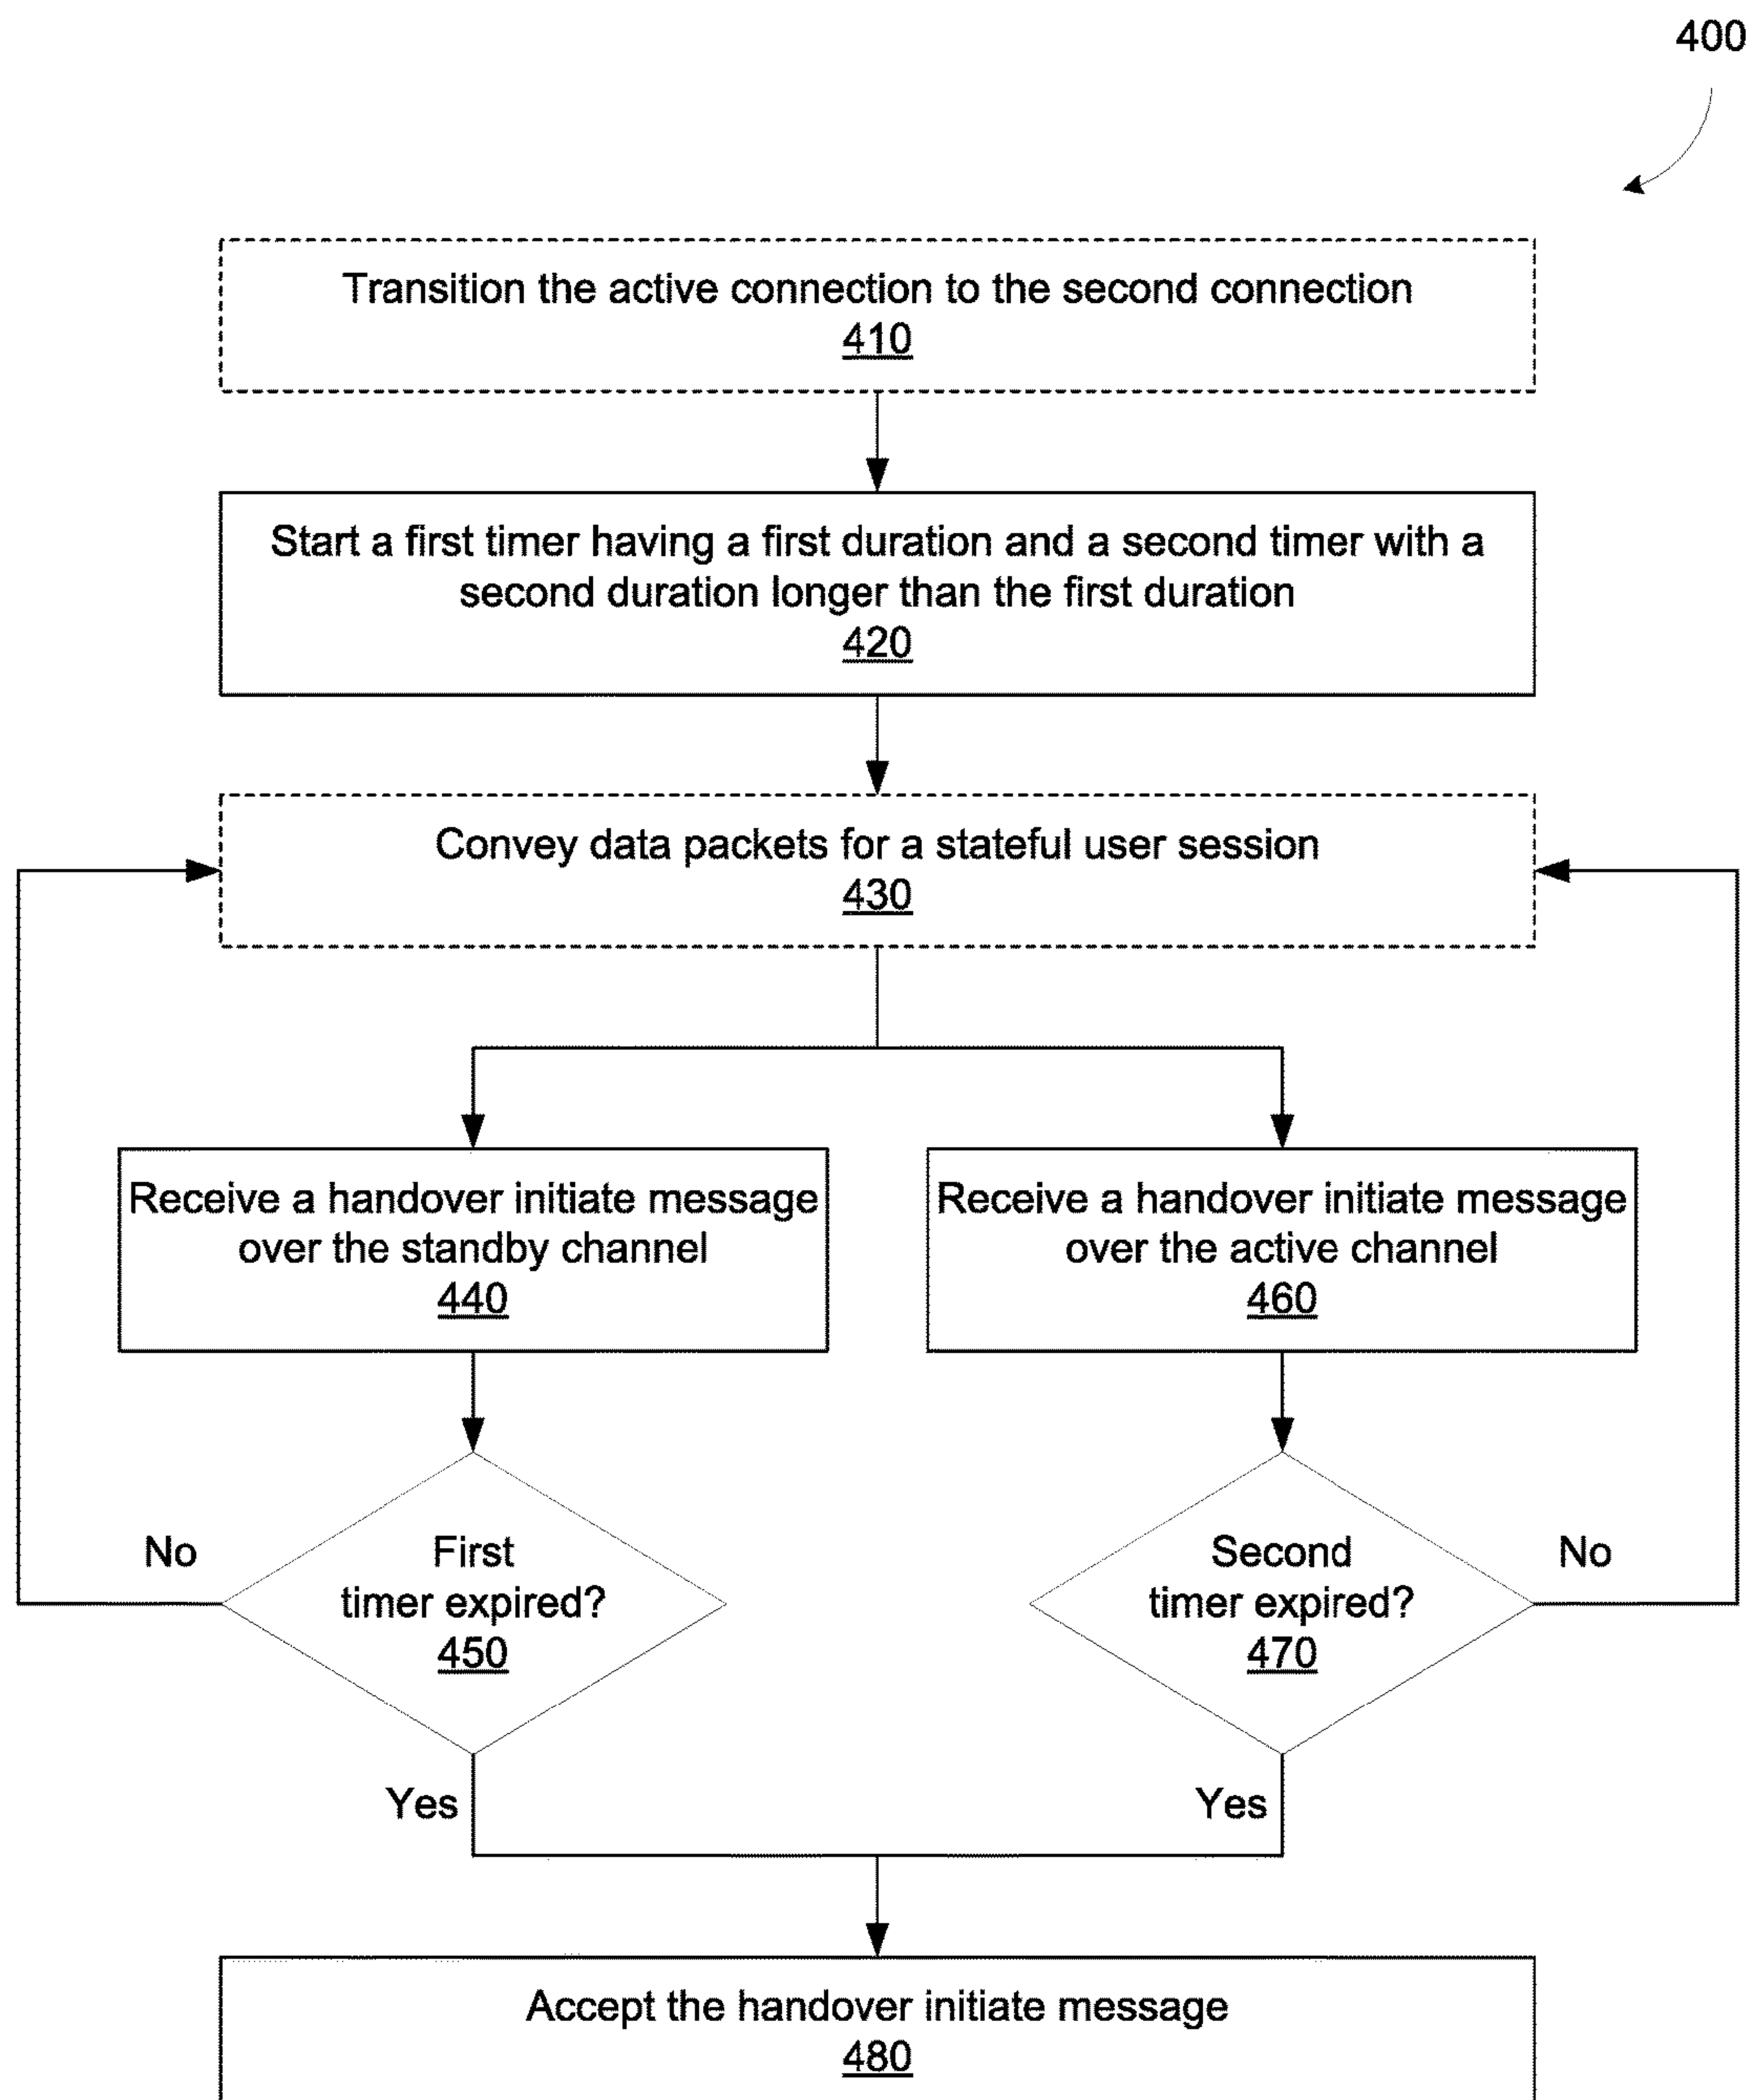 400
Transition the active connection to the second connection
410
Start a first timer having a first duration and a second timer with a
second duration longer than the first duration
420
Convey data packets for a stateful user session
430
Receive a handover initiate message
over the standby channel
440
Receive a handover initiate message
over the active channel
460
No
First
timer expired?
450
Second
timer expired?
470
No
Yes
Yes
Accept the handover initiate message
480